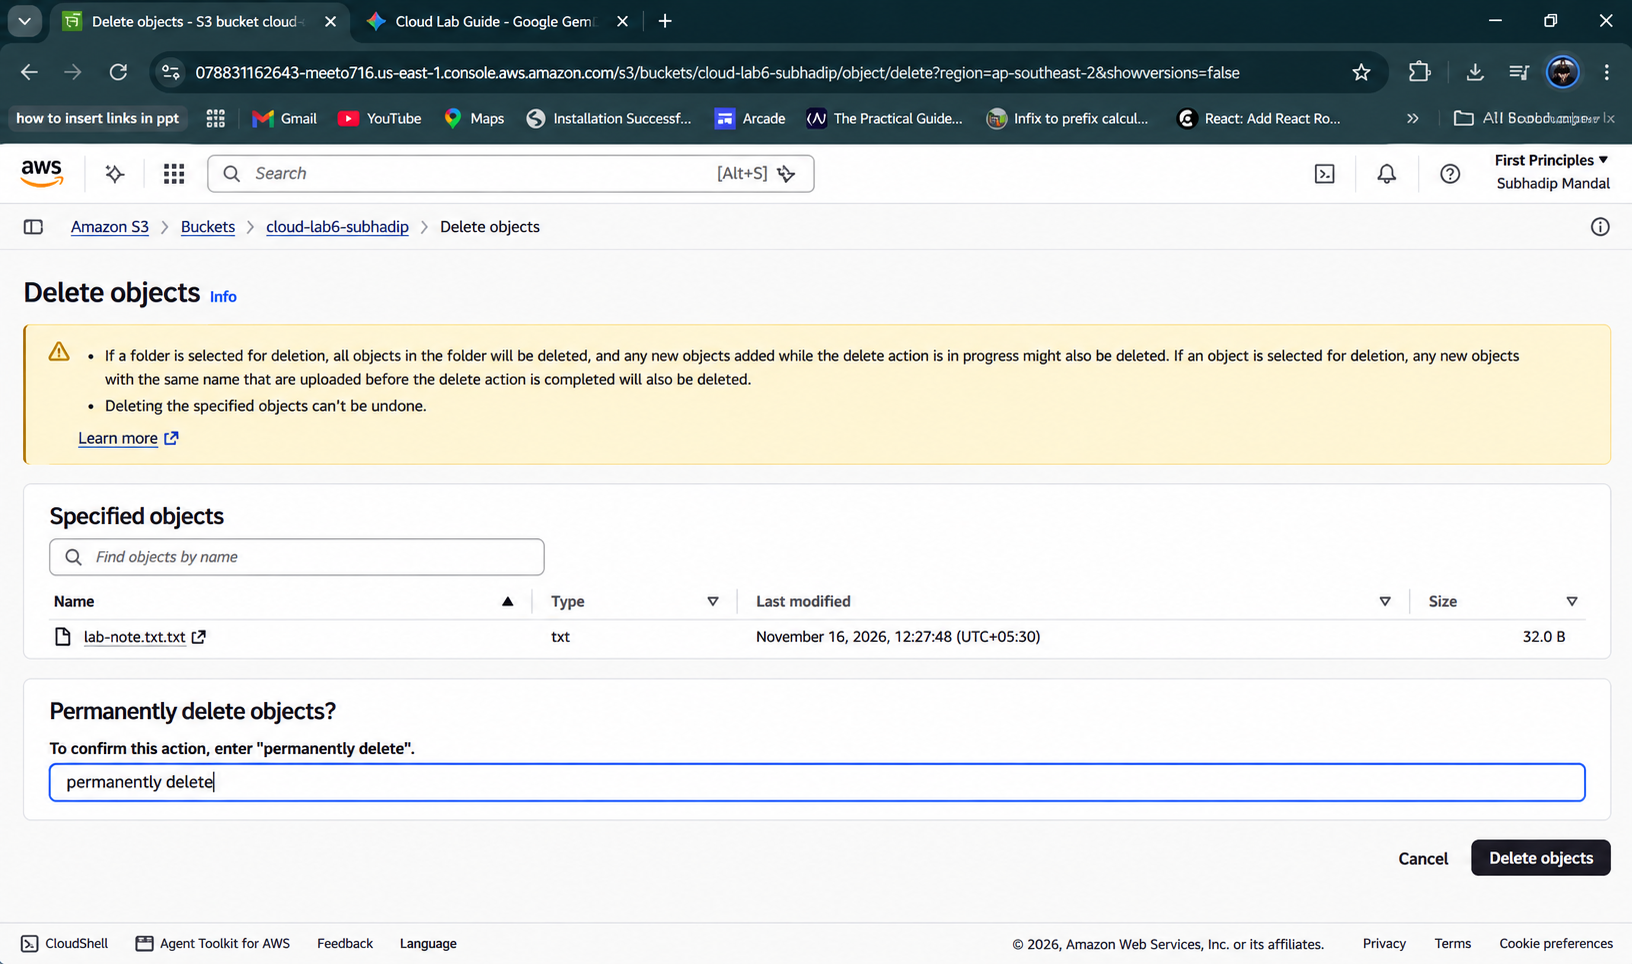 Delete objects - S3 bucket cloud-
Cloud Lab Guide - Google Gem
078831162643-meeto716.us-east-1.console.aws.amazon.com/s3/buckets/cloud-lab6-subhadip/object/delete?region=ap-southeast-2&showversions=false
how to insert links in ppt
Gmail
YouTube
Maps
Installation Successf...
Arcade
The Practical Guide...
Infix to prefix calcul...
React: Add React Ro...
»
All
aws
Search
[Alt+S]
First Principles
Subhadip Mandal
Amazon S3
Buckets
cloud-lab6-subhadip
Delete objects
Delete objects Info
• If a folder is selected for deletion, all objects in the folder will be deleted, and any new objects added while the delete action is in progress might also be deleted. If an object is selected for deletion, any new objects
with the same name that are uploaded before the delete action is completed will also be deleted.
• Deleting the specified objects can't be undone.
Learn more
Specified objects
Find objects by name
Name
Type
Last modified
Size
lab-note.txt.txt
txt
November 16, 2026, 12:27:48 (UTC+05:30)
32.0 B
Permanently delete objects?
To confirm this action, enter "permanently delete".
permanently delete
Cancel
Delete objects
CloudShell
Agent Toolkit for AWS
Feedback
Language
© 2026, Amazon Web Services, Inc. or its affiliates.
Privacy
Terms
Cookie preferences